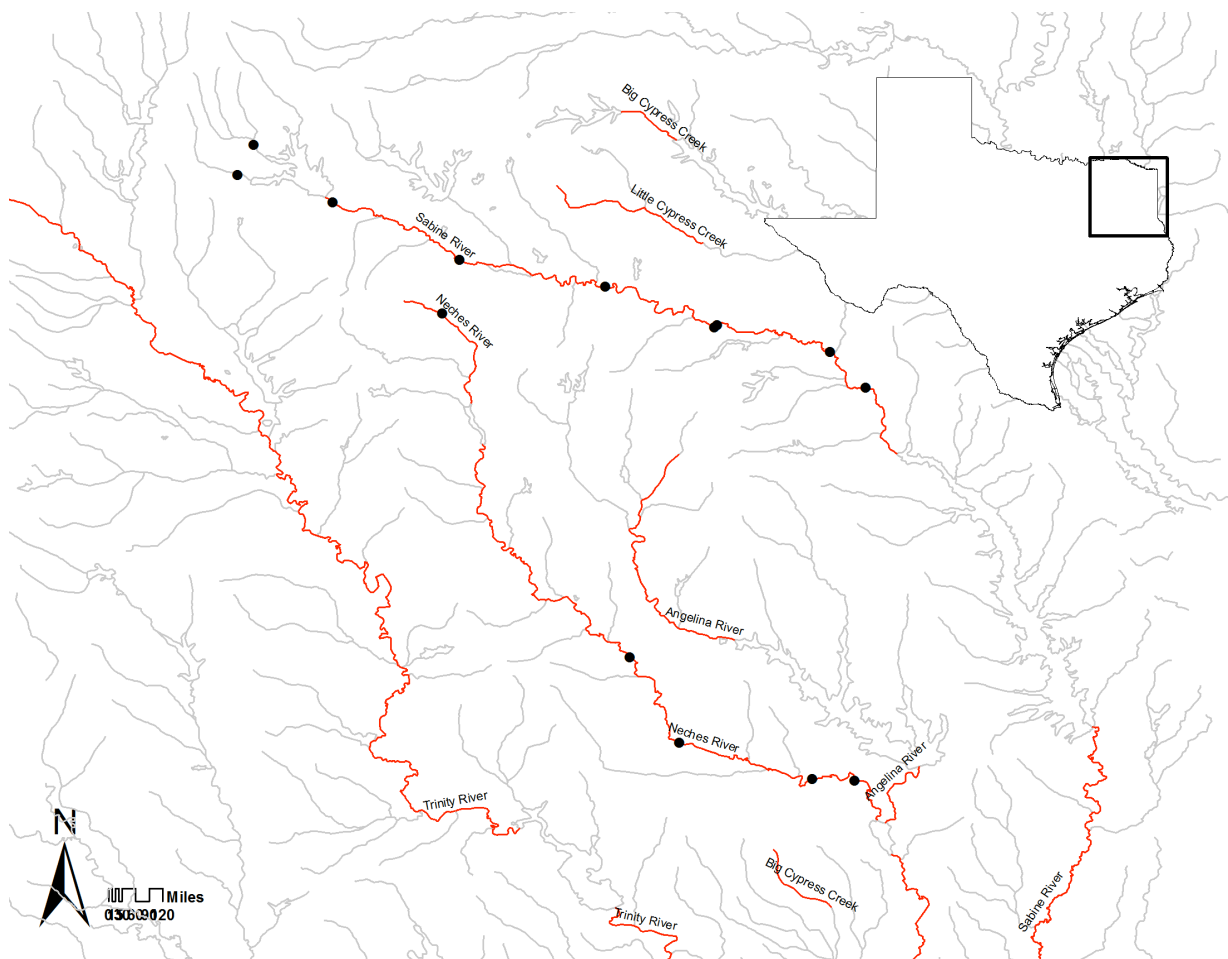 Big Cypress Creek
Little Cypress Creek
Sabine River
Neches River
Angelina River
Neches River
Angelina River
Trinity River
N
Miles
Big Cypress Creek
Sabine River
Trinity River